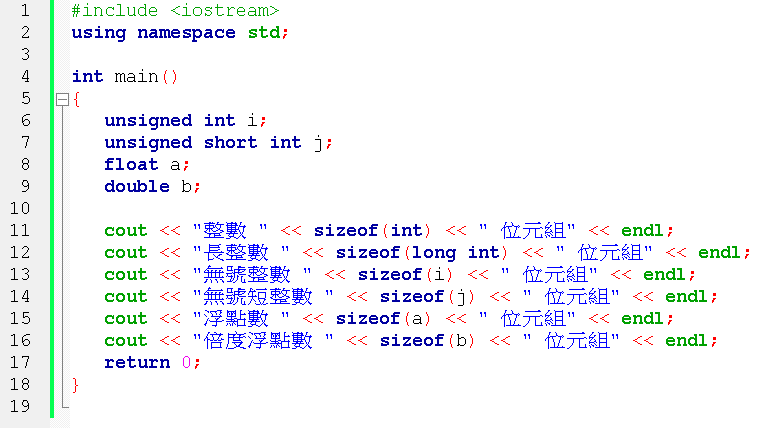 1 #include <iostream>
2 using namespace std;
3
4 int main()
5 {
6 unsigned int i;
7 unsigned short int j;
8 float a;
9 double b;
10
11 cout << "整數 " << sizeof(int) << " 位元組" << endl;
12 cout << "長整數 " << sizeof(long int) << " 位元組" << endl;
13 cout << "無號整數 " << sizeof(i) << " 位元組" << endl;
14 cout << "無號短整數 " << sizeof(j) << " 位元組" << endl;
15 cout << "浮點數 " << sizeof(a) << " 位元組" << endl;
16 cout << "倍度浮點數 " << sizeof(b) << " 位元組" << endl;
17 return 0;
18 }
19